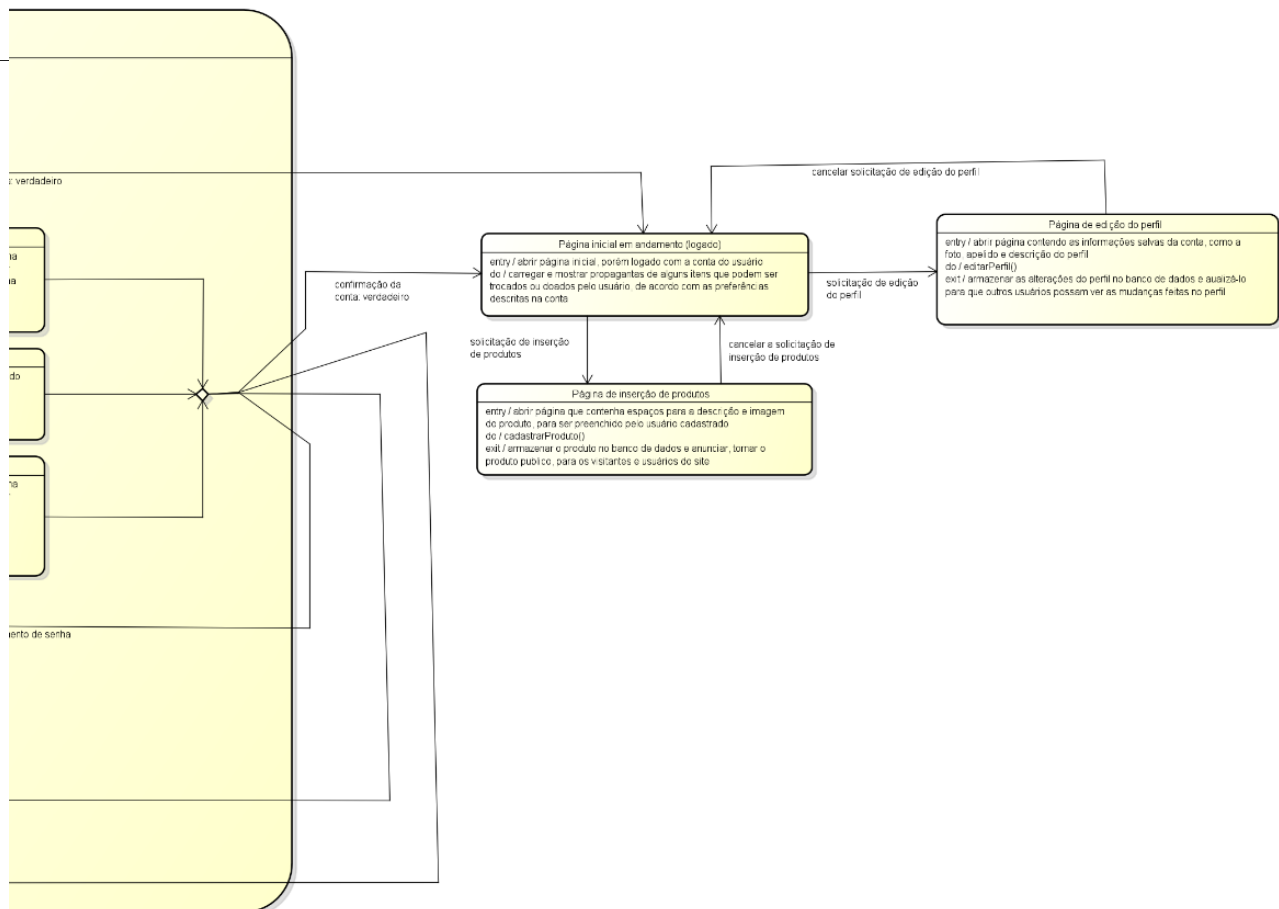 s: verdadeiro
do
mento de senha
confirmação da
conta: verdadeiro
cancelar solicitação de edição do perfil
Página inicial em andamento (logado)
entry / abrir página inicial, porém logado com a conta do usuário
do / carregar e mostrar propagantas de alguns itens que podem ser
trocados ou doados pelo usuário, de acordo com as preferências
descritas na conta
solicitação de edição
do perfil
Página de edição do perfil
entry / abrir página contendo as informações salvas da conta, como a
foto, apelido e descrição do perfil
do / editarPerfil()
exit / armazenar as alterações do perfil no banco de dados e aualizá-lo
para que outros usuários possam ver as mudanças feitas no perfil
solicitação de inserção
de produtos
cancelar a solicitação de
inserção de produtos
Página de inserção de produtos
entry / abrir página que contenha espaços para a descrição e imagem
do produto, para ser preenchido pelo usuário cadastrado
do / cadastrarProduto()
exit / armazenar o produto no banco de dados e anunciar, tornar o
produto publico, para os visitantes e usuários do site